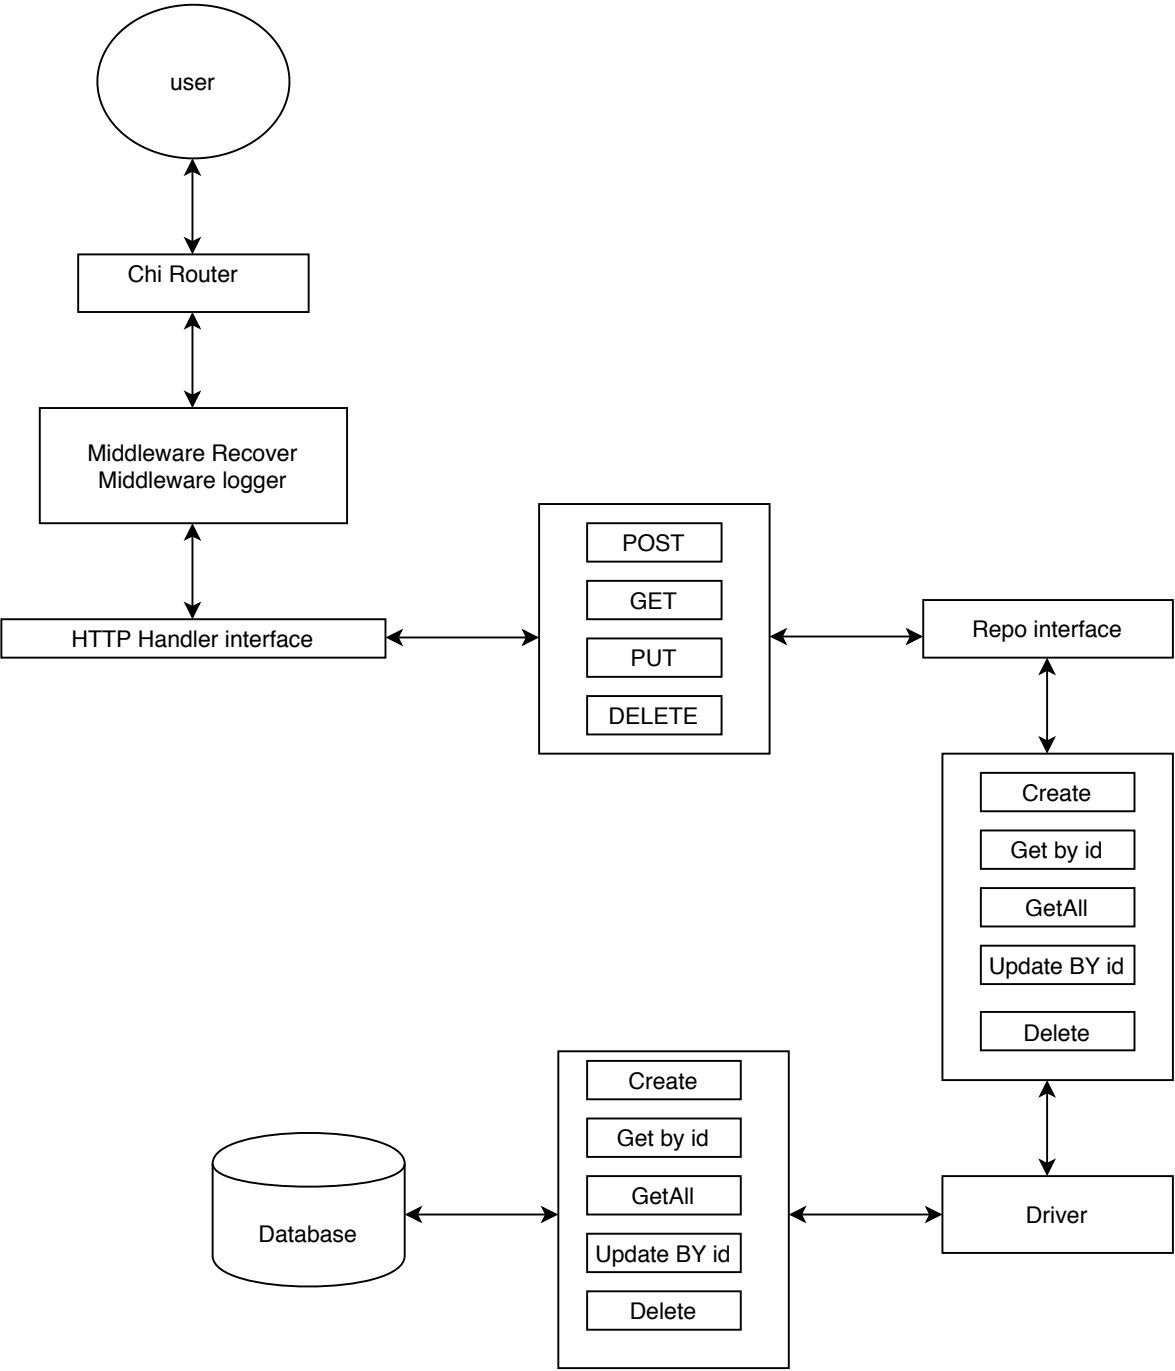 user
Chi Router
Middleware Recover
Middleware logger
HTTP Handler interface
POST
GET
PUT
DELETE
Repo interface
Create
Get by id
GetAll
Update BY id
Delete
Driver
Create
Get by id
GetAll
Update BY id
Delete
Database